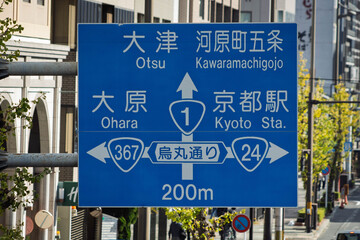 大津 河原町五条
Otsu Kawaramachigojo
大原 京都駅
Ohara Kyoto Sta.
1
367 烏丸通り 24
200m